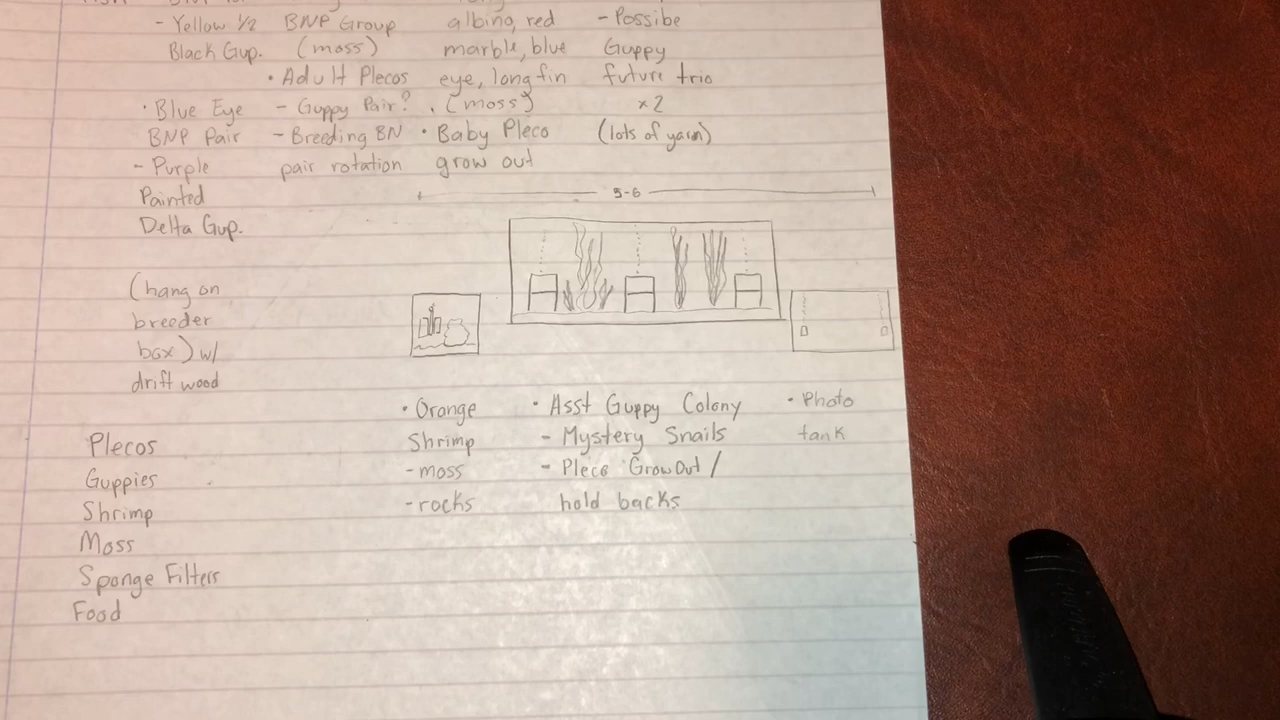 - Yellow 1/2 BNP Group albino, red - Possibe
Black Gup. (moss) marble, blue Guppy
• Adult Plecos eye, long fin future trio
• Blue Eye - Guppy Pair? (moss) x2
BNP Pair - Breeding BN • Baby Pleco (lots of yarn)
- Purple pair rotation grow out
Painted 5-6
Delta Gup.
(hang on
breeder
box) w/
drift wood
• Orange • Asst Guppy Colony • Photo
Shrimp - Mystery Snails tank
- moss - Pleco Grow Out /
- rocks hold backs
Plecos
Guppies
Shrimp
Moss
Sponge Filters
Food